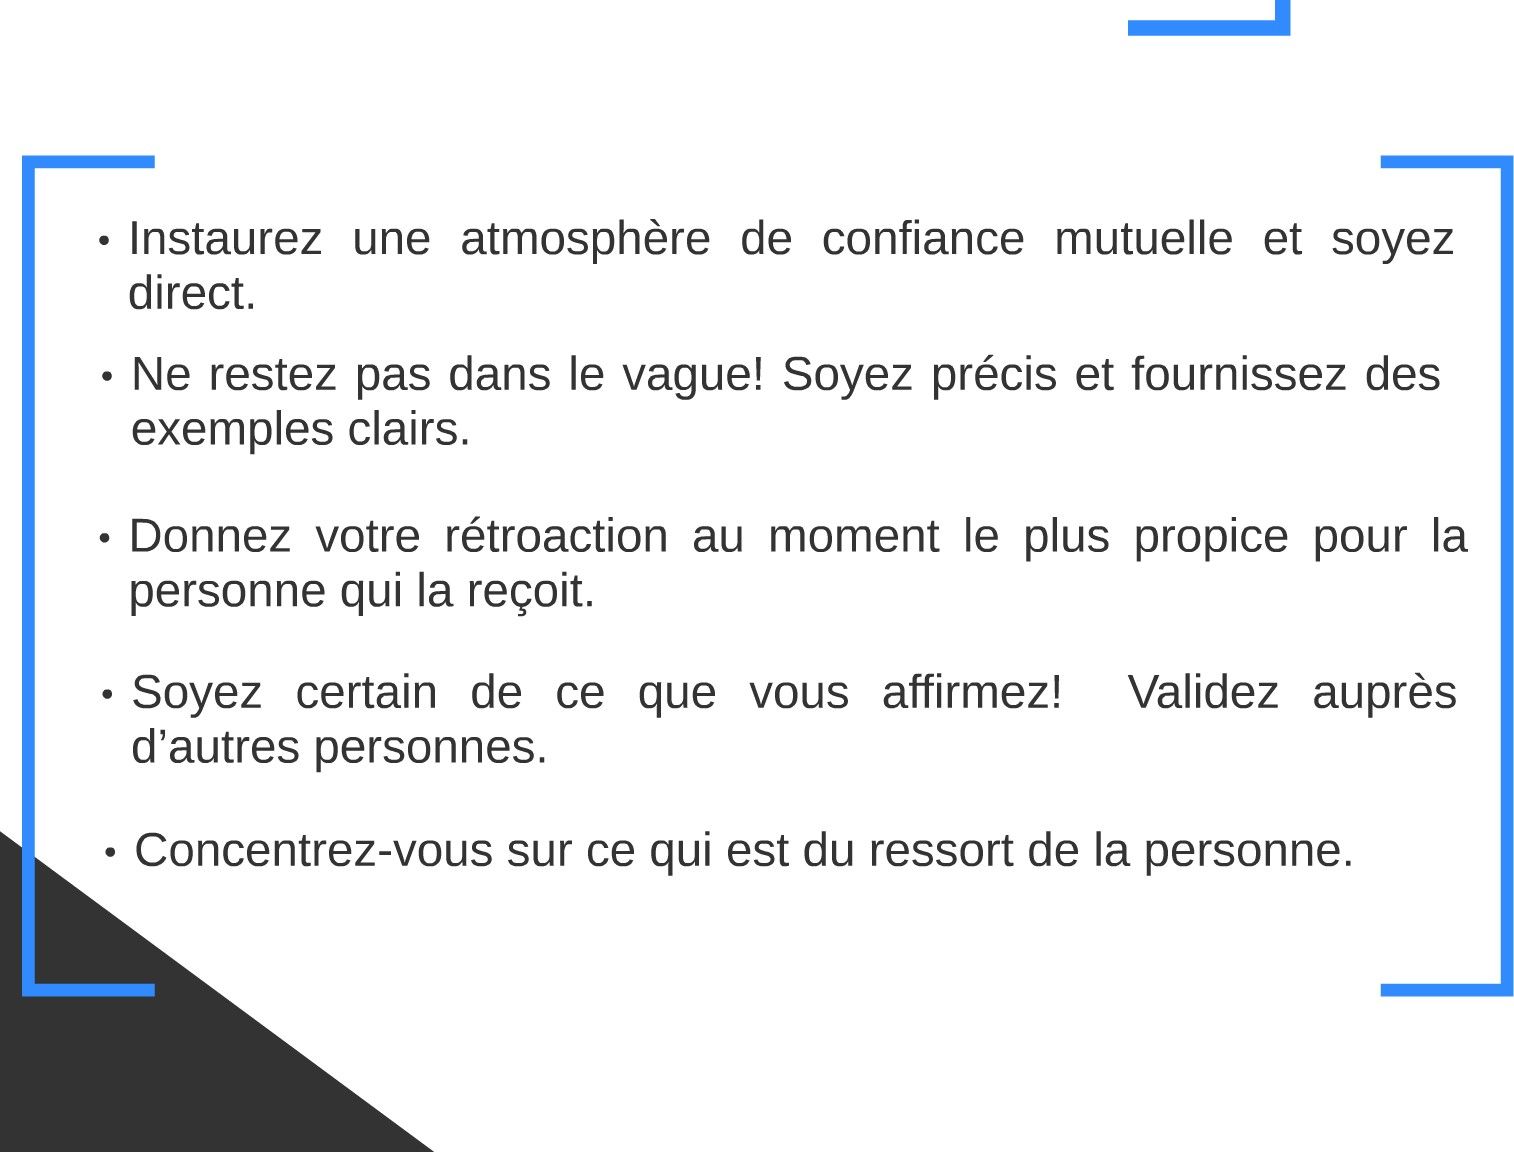 • Instaurez une atmosphère de confiance mutuelle et soyez
direct.
• Ne restez pas dans le vague! Soyez précis et fournissez des
exemples clairs.
• Donnez votre rétroaction au moment le plus propice pour la
personne qui la reçoit.
• Soyez certain de ce que vous affirmez!  Validez auprès
d’autres personnes.
• Concentrez-vous sur ce qui est du ressort de la personne.